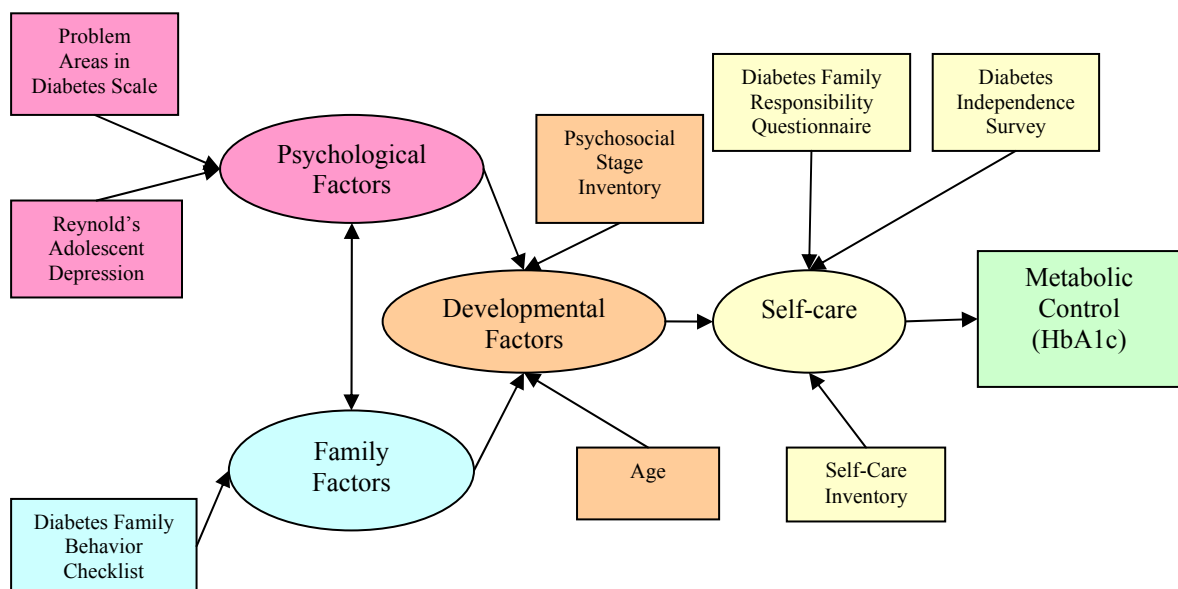 Problem
Areas in
Diabetes Scale
Reynold’s
Adolescent
Depression
Psychological
Factors
Family
Factors
Diabetes Family
Behavior
Checklist
Psychosocial
Stage
Inventory
Developmental
Factors
Age
Diabetes Family
Responsibility
Questionnaire
Diabetes
Independence
Survey
Self-care
Self-Care
Inventory
Metabolic
Control
(HbA1c)